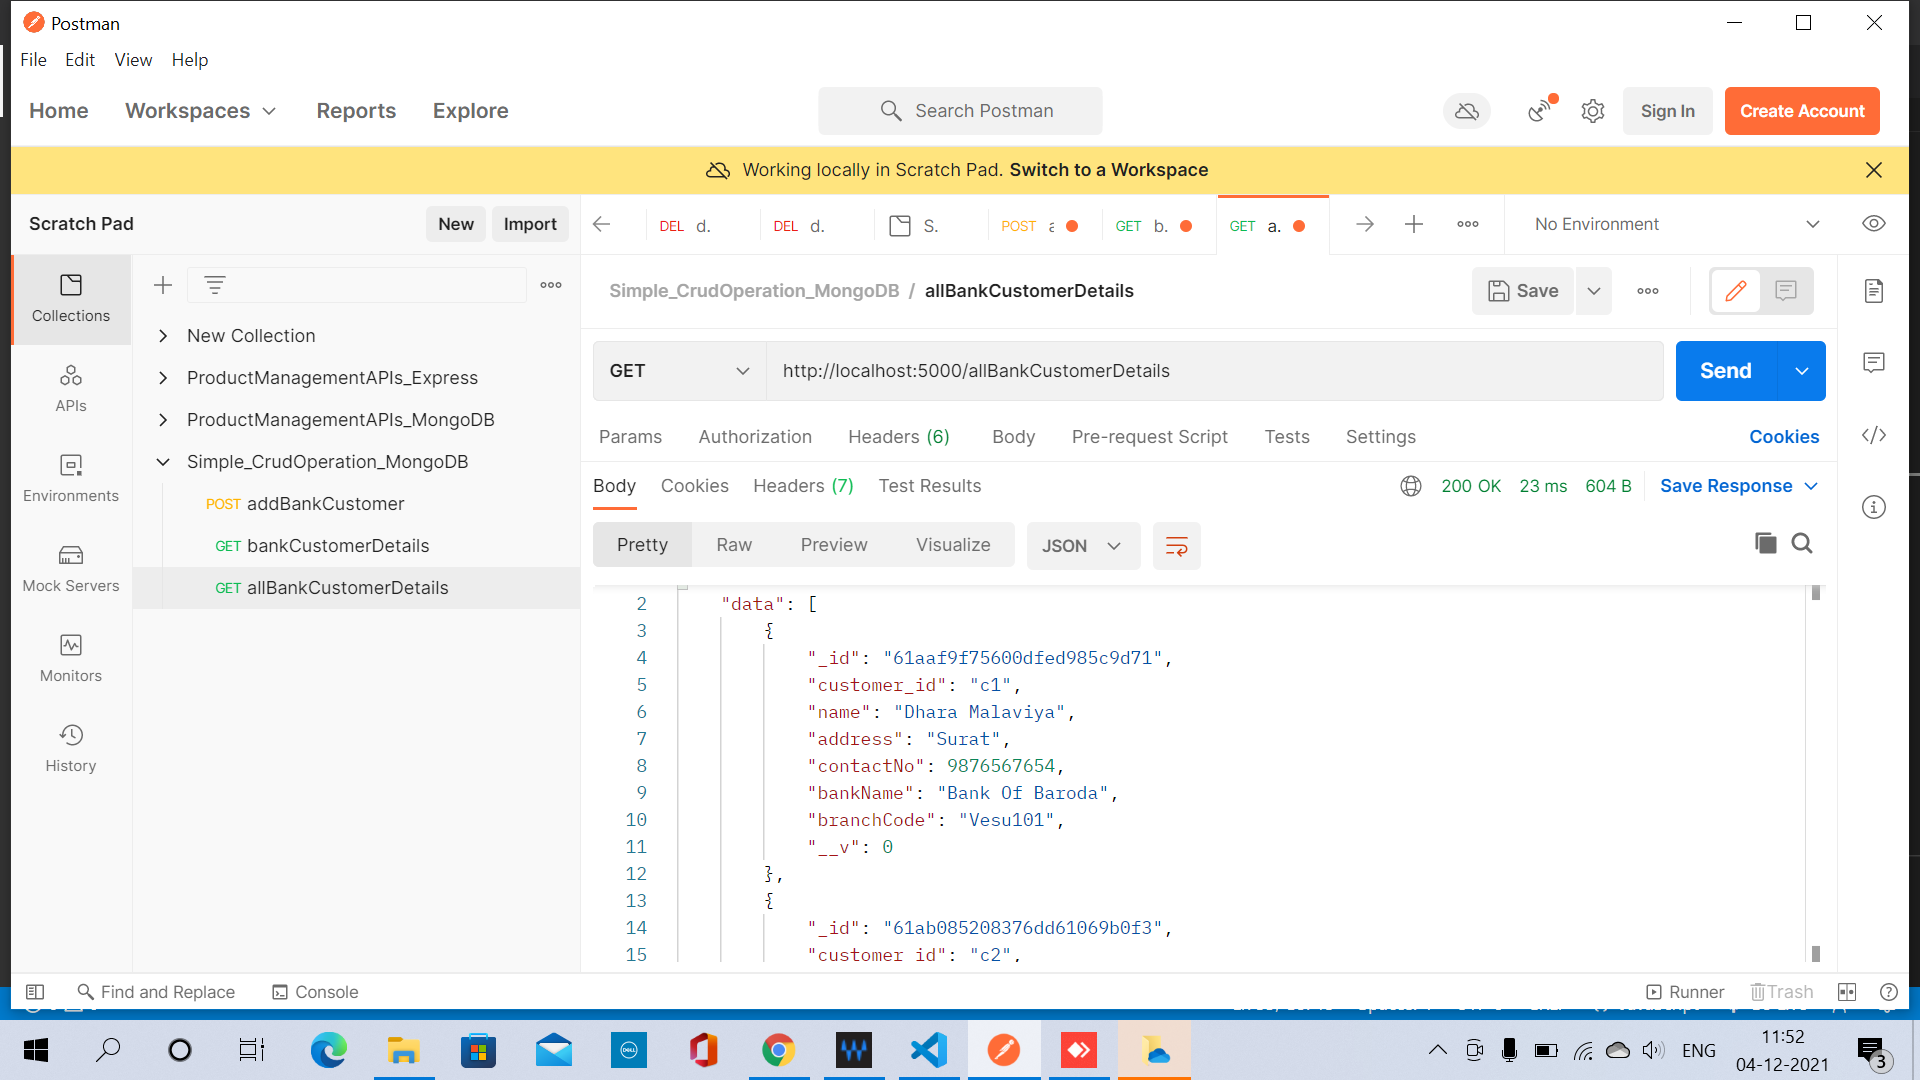 Postman
File Edit View Help
Home Workspaces Reports Explore Search Postman Sign In Create Account
Working locally in Scratch Pad. Switch to a Workspace
Scratch Pad New Import DEL d. DEL d. S. POST GET b. GET a. No Environment
Collections
Simple_CrudOperation_MongoDB / allBankCustomerDetails Save
New Collection
ProductManagementAPIs_Express
ProductManagementAPIs_MongoDB
Simple_CrudOperation_MongoDB
POST addBankCustomer
GET bankCustomerDetails
GET allBankCustomerDetails
APIs
Environments
Mock Servers
Monitors
History
GET http://localhost:5000/allBankCustomerDetails Send
Params Authorization Headers (6) Body Pre-request Script Tests Settings Cookies
Body Cookies Headers (7) Test Results 200 OK 23 ms 604 B Save Response
Pretty Raw Preview Visualize JSON
2 "data": [
3 {
4 "_id": "61aaf9f75600dfed985c9d71",
5 "customer_id": "c1",
6 "name": "Dhara Malaviya",
7 "address": "Surat",
8 "contactNo": 9876567654,
9 "bankName": "Bank Of Baroda",
10 "branchCode": "Vesu101",
11 "__v": 0
12 },
13 {
14 "_id": "61ab085208376dd61069b0f3",
15 "customer_id": "c2",
Find and Replace Console Runner Trash
DELL ENG 11:52
04-12-2021 3